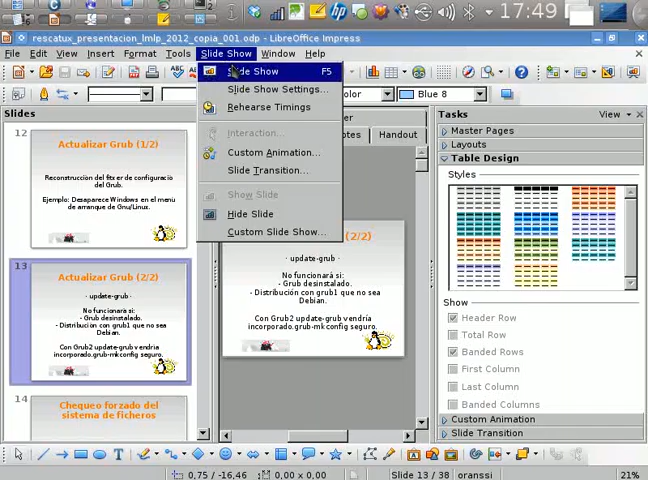 17:49
rescatux_presentacion_lmlp_2012_copia_001.odp - LibreOffice Impress
File Edit View Insert Format Tools Slide Show Window Help
Slide Show F5
Slide Show Settings...
Rehearse Timings
Interaction...
Custom Animation...
Slide Transition...
Show Slide
Hide Slide
Custom Slide Show...
Color
Blue 8
Slides
12
Actualizar Grub (1/2)
Reconstruccion del fitxer de configuracio
del Grub.
Ejemplo: Desaparece Windows en el menú
de arranque de Gnu/Linux.
13
Actualizar Grub (2/2)
· update-grub ·
No funcionará si:
- Grub desinstalado.
- Distribución con grub1 que no sea
Debian.
Con Grub2 update-grub vendría
incorporado.grub-mkconfig seguro.
14
Chequeo forzado del
sistema de ficheros
Notes
Handout
(2/2)
· update-grub ·
No funcionará si:
- Grub desinstalado.
- Distribución con grub1 que no sea
Debian.
Con Grub2 update-grub vendría
incorporado.grub-mkconfig seguro.
Tasks
View
Master Pages
Layouts
Table Design
Styles
Show
Header Row
Total Row
Banded Rows
First Column
Last Column
Banded Columns
Custom Animation
Slide Transition
0,75 / -16,46
0,00 x 0,00
Slide 13 / 38
oranssi
21%